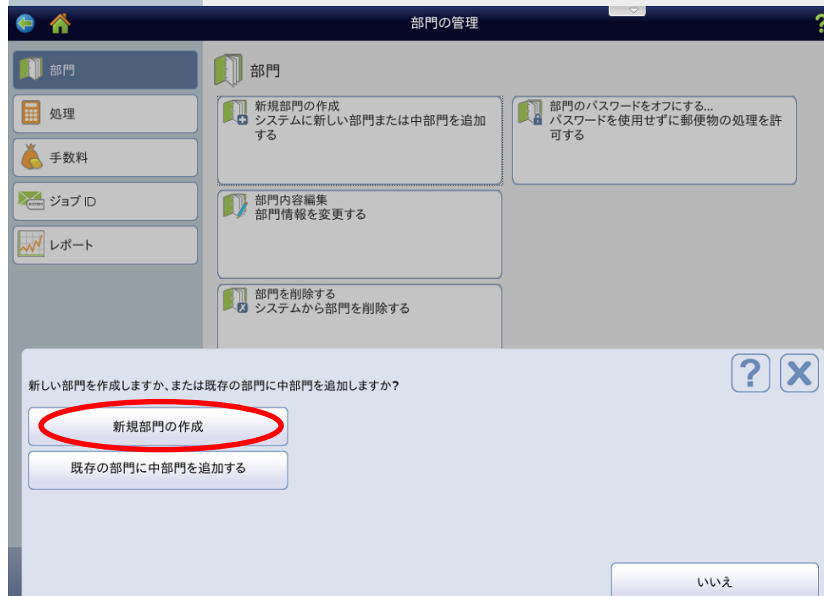 部門の管理
?
部門
処理
手数料
ジョブ ID
レポート
部門
新規部門の作成
システムに新しい部門または中部門を追加
する
部門のパスワードをオフにする...
パスワードを使用せずに郵便物の処理を許
可する
部門内容編集
部門情報を変更する
部門を削除する
システムから部門を削除する
新しい部門を作成しますか、または既存の部門に中部門を追加しますか?
?
X
新規部門の作成
既存の部門に中部門を追加する
いいえ